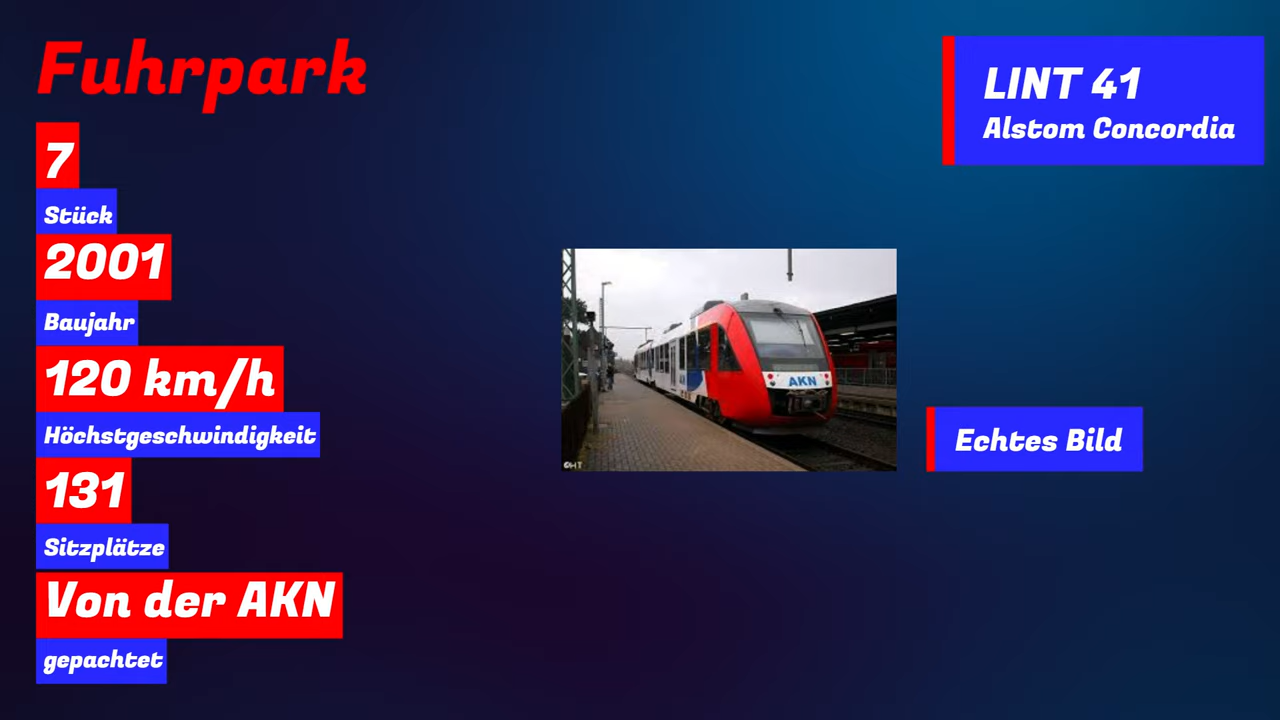 Fuhrpark
7
Stück
2001
Baujahr
120 km/h
Höchstgeschwindigkeit
131
Sitzplätze
Von der AKN
gepachtet
LINT 41
Alstom Concordia
AKN
Echtes Bild